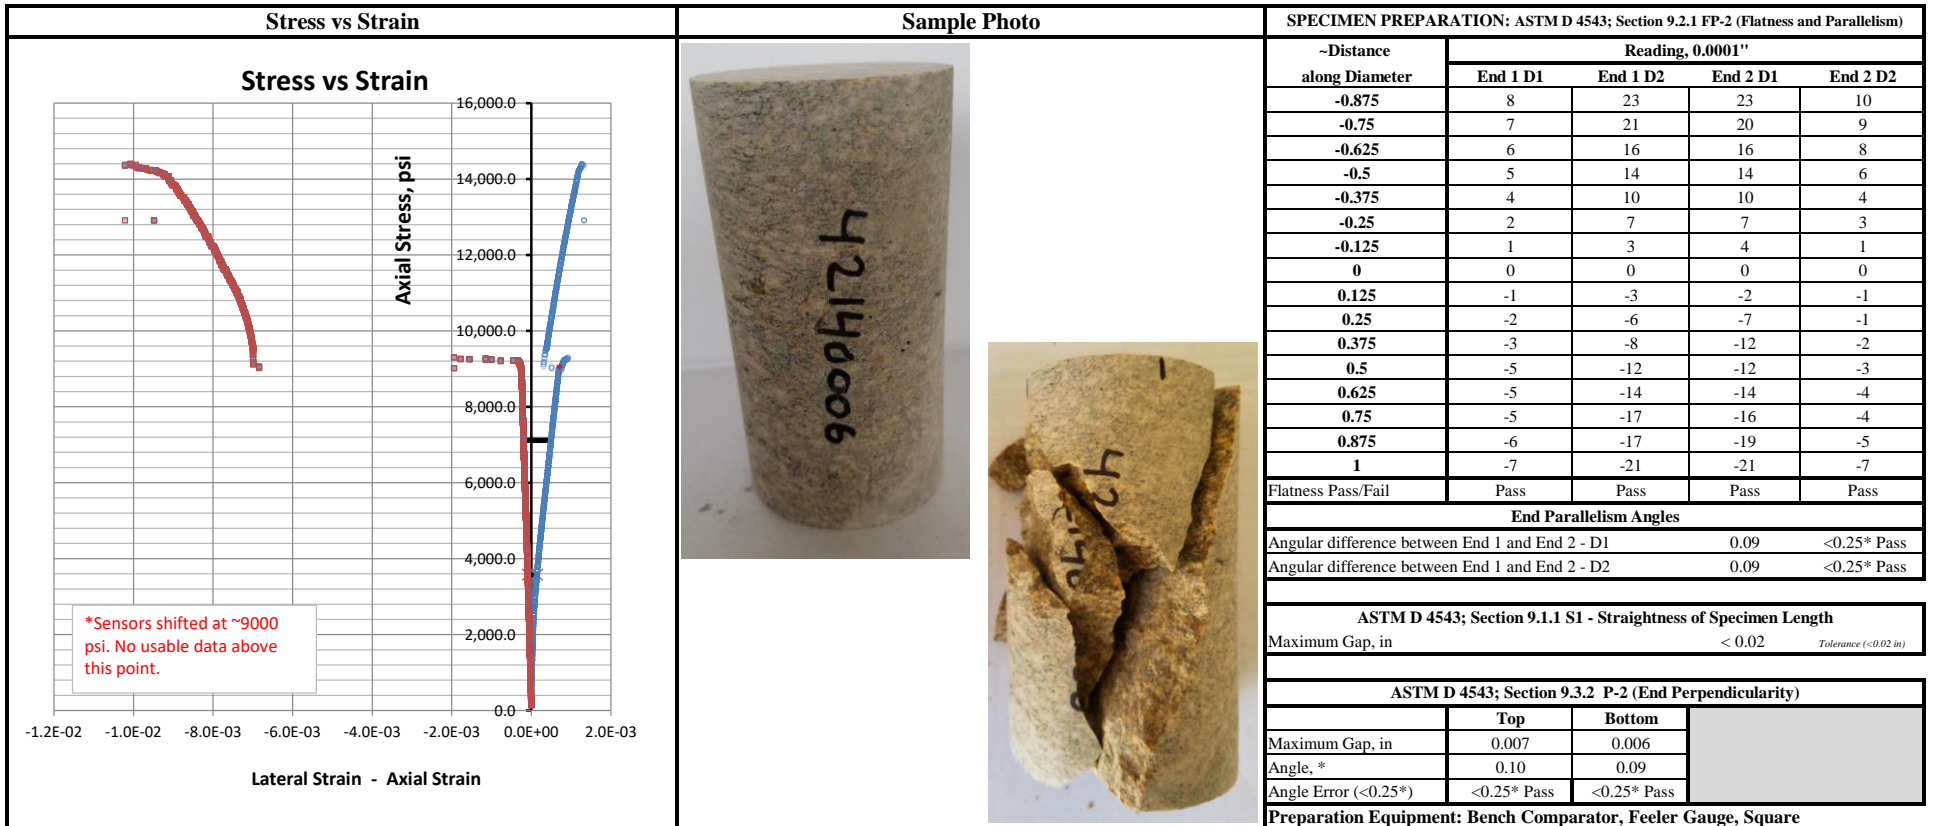 Stress vs Strain
Stress vs Strain
Axial Stress, psi
16,000.0
14,000.0
12,000.0
10,000.0
8,000.0
6,000.0
4,000.0
2,000.0
0.0
*Sensors shifted at ~9000
psi. No usable data above
this point.
-1.2E-02 -1.0E-02 -8.0E-03 -6.0E-03 -4.0E-03 -2.0E-03 0.0E+00 2.0E-03
Lateral Strain - Axial Strain
Sample Photo
42140006
42
SPECIMEN PREPARATION: ASTM D 4543; Section 9.2.1 FP-2 (Flatness and Parallelism)
~Distance Reading, 0.0001"
along Diameter End 1 D1 End 1 D2 End 2 D1 End 2 D2
-0.875 8 23 23 10
-0.75 7 21 20 9
-0.625 6 16 16 8
-0.5 5 14 14 6
-0.375 4 10 10 4
-0.25 2 7 7 3
-0.125 1 3 4 1
0 0 0 0 0
0.125 -1 -3 -2 -1
0.25 -2 -6 -7 -1
0.375 -3 -8 -12 -2
0.5 -5 -12 -12 -3
0.625 -5 -14 -14 -4
0.75 -5 -17 -16 -4
0.875 -6 -17 -19 -5
1 -7 -21 -21 -7
Flatness Pass/Fail Pass Pass Pass Pass
End Parallelism Angles
Angular difference between End 1 and End 2 - D1 0.09 <0.25* Pass
Angular difference between End 1 and End 2 - D2 0.09 <0.25* Pass
ASTM D 4543; Section 9.1.1 S1 - Straightness of Specimen Length
Maximum Gap, in < 0.02 Tolerance (<0.02 in)
ASTM D 4543; Section 9.3.2 P-2 (End Perpendicularity)
Top Bottom
Maximum Gap, in 0.007 0.006
Angle, * 0.10 0.09
Angle Error (<0.25*) <0.25* Pass <0.25* Pass
Preparation Equipment: Bench Comparator, Feeler Gauge, Square